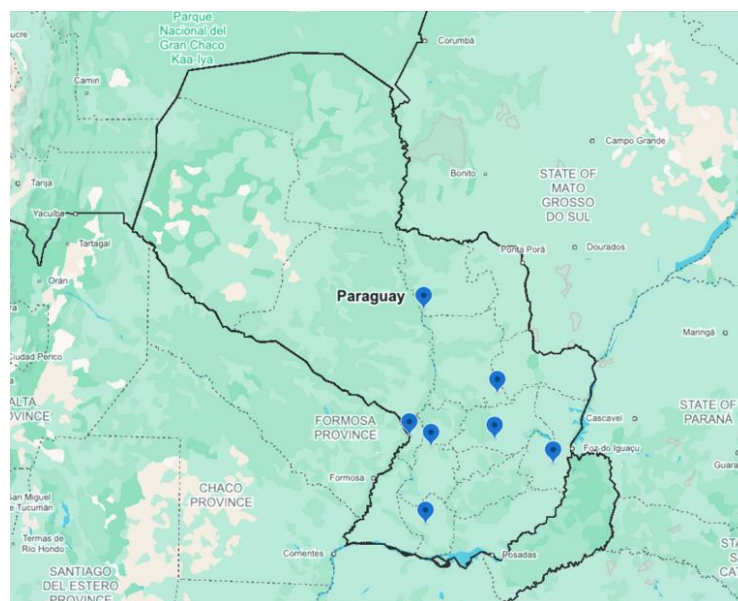 Parque
Nacional del
Gran Chaco
Kaa-Iya
Corumbá
Camiri
Campo Grande
Bonito
STATE OF
MATO
GROSSO
DO SUL
Tarija
Yacuiba
Tartagal
Ponta Porã
Dourados
Orán
Paraguay
Maringá
Ciudad Perico
FORMOSA
PROVINCE
Cascavel
STATE OF
PARANÁ
Foz do Iguaçu
Formosa
CHACO
PROVINCE
San Miguel
de Tucumán
Termas de
Río Hondo
Corrientes
Posadas
SANTIAGO
DEL ESTERO
PROVINCE